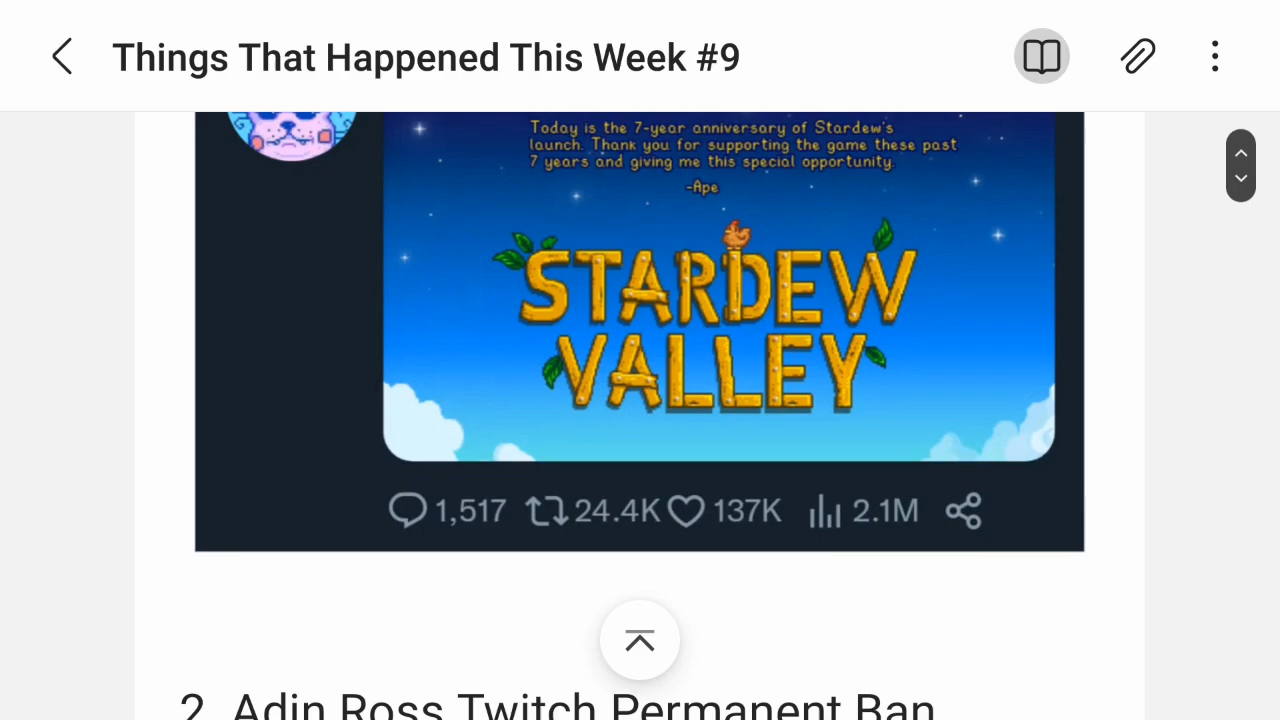 Things That Happened This Week #9
Today is the 7-year anniversary of Stardew's
launch. Thank you for supporting the game these past
7 years and giving me this special opportunity.
-Ape
STARDEW
VALLEY
1,517 24.4K 137K 2.1M
2. Adin Ross Twitch Permanent Ban